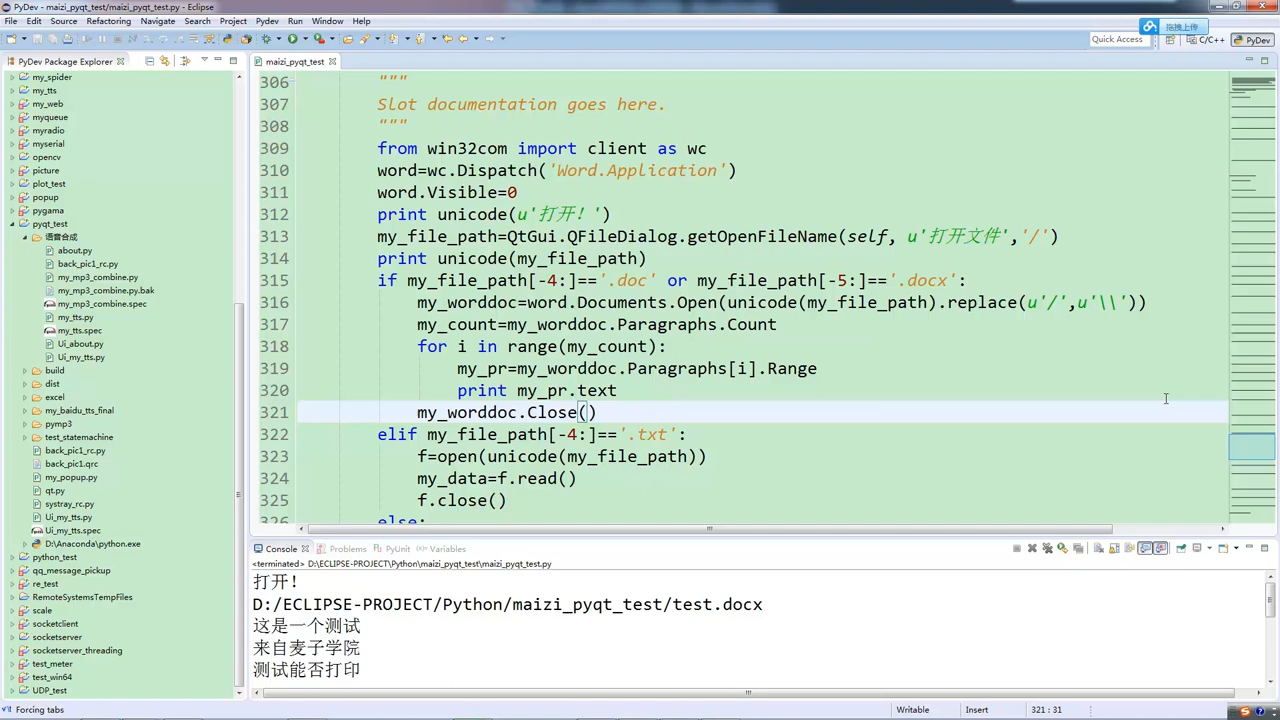 PyDev - maizi_pyqt_test/maizi_pyqt_test.py - Eclipse
File Edit Source Refactoring Navigate Search Project Pydev Run Window Help
拖拽上传
Quick Access
C/C++
PyDev
PyDev Package Explorer
my_spider
my_tts
my_web
myqueue
myradio
myserial
opencv
picture
plot_test
popup
pygama
pyqt_test
语音合成
about.py
back_pic1_rc.py
my_mp3_combine.py
my_mp3_combine.py.bak
my_mp3_combine.spec
my_tts.py
my_tts.spec
Ui_about.py
Ui_my_tts.py
build
dist
excel
my_baidu_tts_final
pymp3
test_statemachine
back_pic1_rc.py
back_pic1.qrc
my_popup.py
qt.py
systray_rc.py
Ui_my_tts.py
Ui_my_tts.spec
D:\Anaconda\python.exe
python_test
qq_message_pickup
re_test
RemoteSystemsTempFiles
scale
socketclient
socketserver
socketserver_threading
test_meter
test_win64
UDP_test
maizi_pyqt_test
306 """
307 Slot documentation goes here.
308 """
309 from win32com import client as wc
310 word=wc.Dispatch('Word.Application')
311 word.Visible=0
312 print unicode(u'打开！')
313 my_file_path=QtGui.QFileDialog.getOpenFileName(self, u'打开文件','/')
314 print unicode(my_file_path)
315 if my_file_path[-4:]=='.doc' or my_file_path[-5:]=='.docx':
316 my_worddoc=word.Documents.Open(unicode(my_file_path).replace(u'/',u'\\'))
317 my_count=my_worddoc.Paragraphs.Count
318 for i in range(my_count):
319 my_pr=my_worddoc.Paragraphs[i].Range
320 print my_pr.text
321 my_worddoc.Close()
322 elif my_file_path[-4:]=='.txt':
323 f=open(unicode(my_file_path))
324 my_data=f.read()
325 f.close()
326 else:
Console Problems PyUnit Variables
<terminated> D:\ECLIPSE-PROJECT\Python\maizi_pyqt_test\maizi_pyqt_test.py
打开！
D:/ECLIPSE-PROJECT/Python/maizi_pyqt_test/test.docx
这是一个测试
来自麦子学院
测试能否打印
Forcing tabs
Writable
Insert
321 : 31